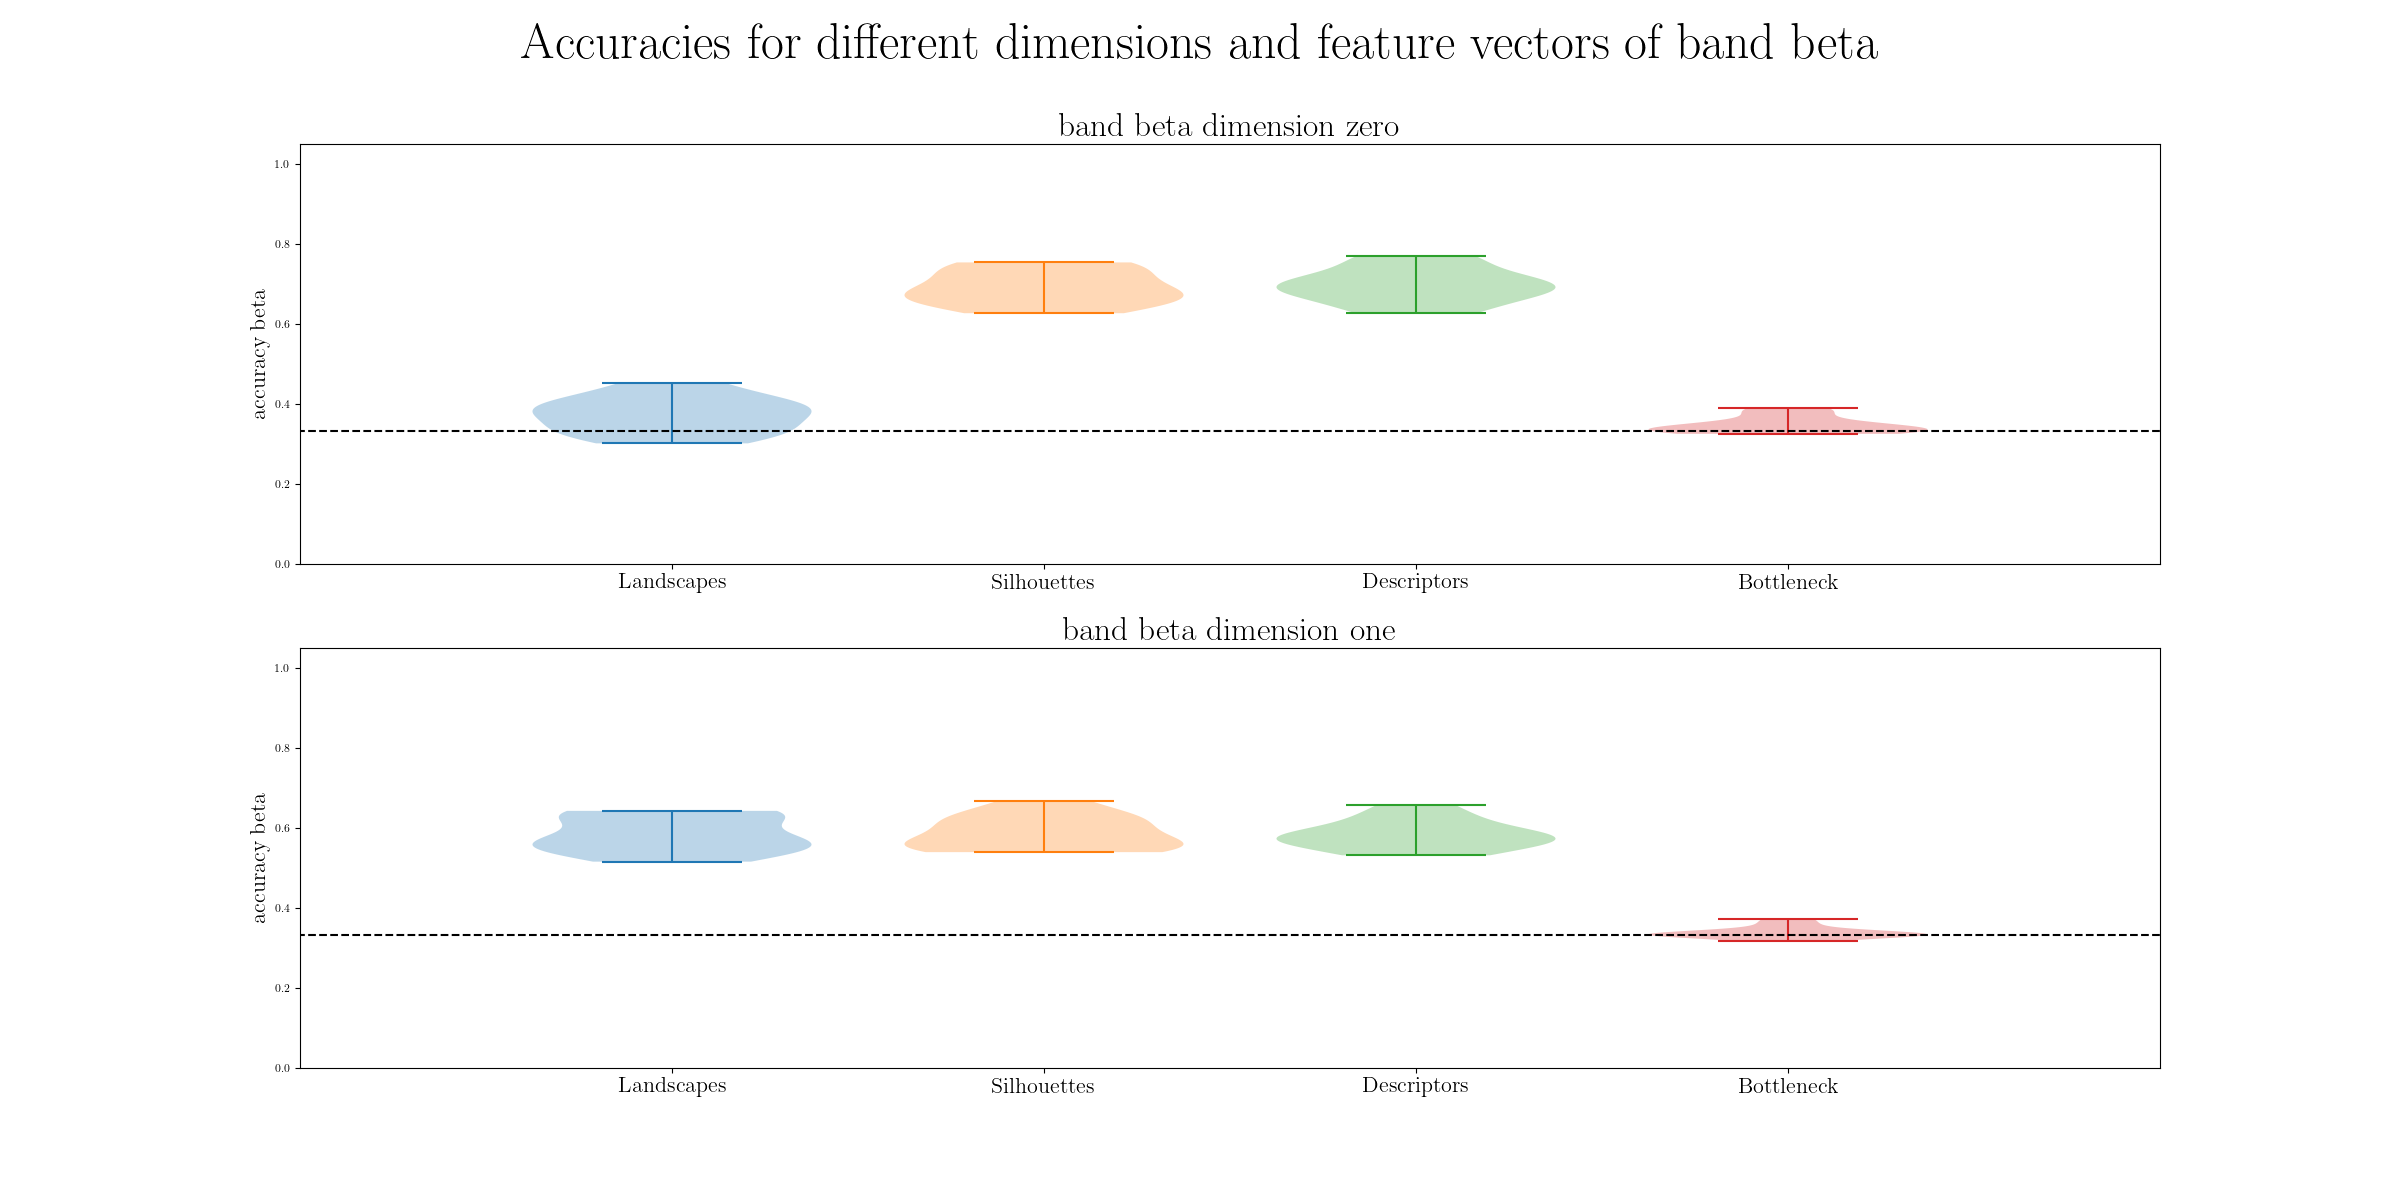 Accuracies for different dimensions and feature vectors of band beta
band beta dimension zero
accuracy beta
1.0
0.8
0.6
0.4
0.2
0.0
Landscapes Silhouettes Descriptors Bottleneck
band beta dimension one
accuracy beta
1.0
0.8
0.6
0.4
0.2
0.0
Landscapes Silhouettes Descriptors Bottleneck